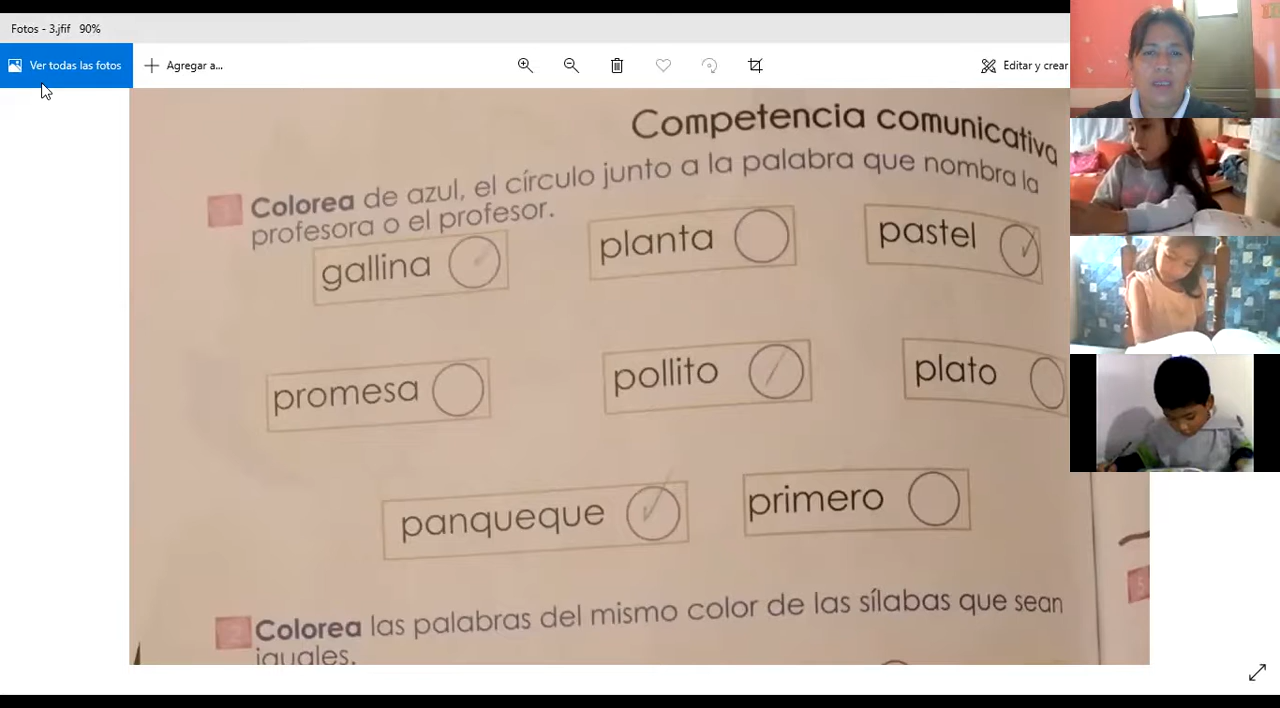 Fotos - 3.jfif 90%
Ver todas las fotos
Agregar a...
Editar y crear
Competencia comunicativa
Colorea de azul, el círculo junto a la palabra que nombra la
profesora o el profesor.
gallina
planta
pastel
promesa
pollito
plato
panqueque
primero
Colorea las palabras del mismo color de las sílabas que sean
iguales.